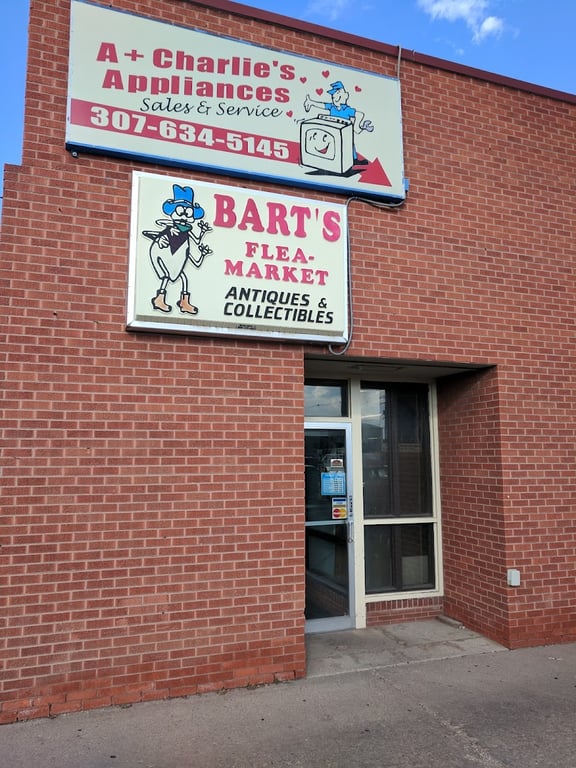 A+ Charlie's
Appliances
Sales & Service
307-634-5145
BART'S
FLEA-
MARKET
ANTIQUES &
COLLECTIBLES